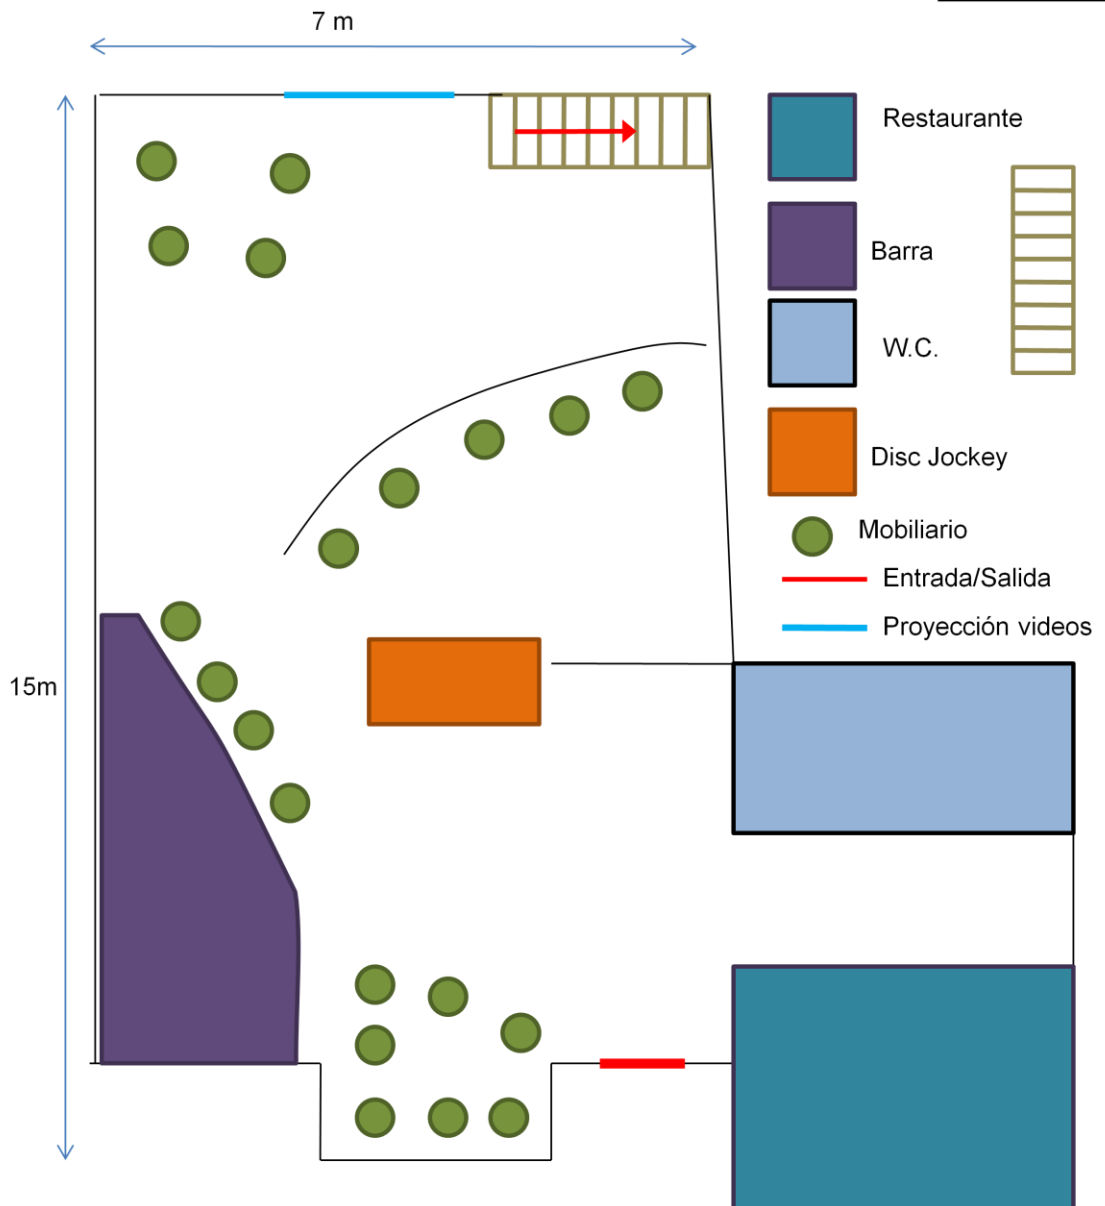 7 m
Restaurante
Barra
W.C.
Disc Jockey
Mobiliario
Entrada/Salida
Proyección videos
15m